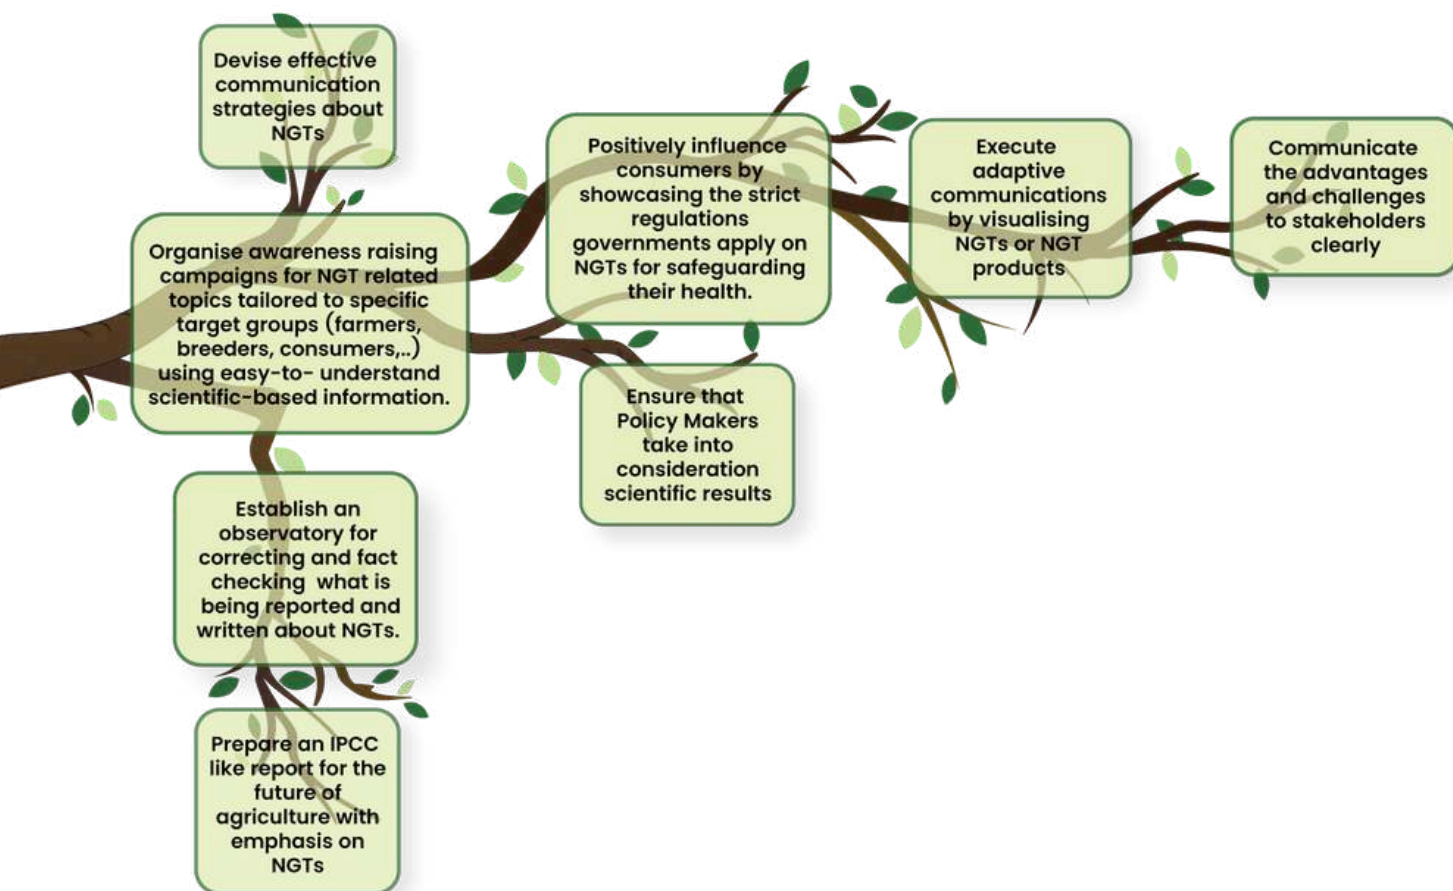 Devise effective
communication
strategies about
NGTs
Organise awareness raising
campaigns for NGT related
topics tailored to specific
target groups (farmers,
breeders, consumers,..)
using easy-to- understand
scientific-based information.
Positively influence
consumers by
showcasing the strict
regulations
governments apply on
NGTs for safeguarding
their health.
Execute
adaptive
communications
by visualising
NGTs or NGT
products
Communicate
the advantages
and challenges
to stakeholders
clearly
Ensure that
Policy Makers
take into
consideration
scientific results
Establish an
observatory for
correcting and fact
checking  what is
being reported and
written about NGTs.
Prepare an IPCC
like report for the
future of
agriculture with
emphasis on
NGTs